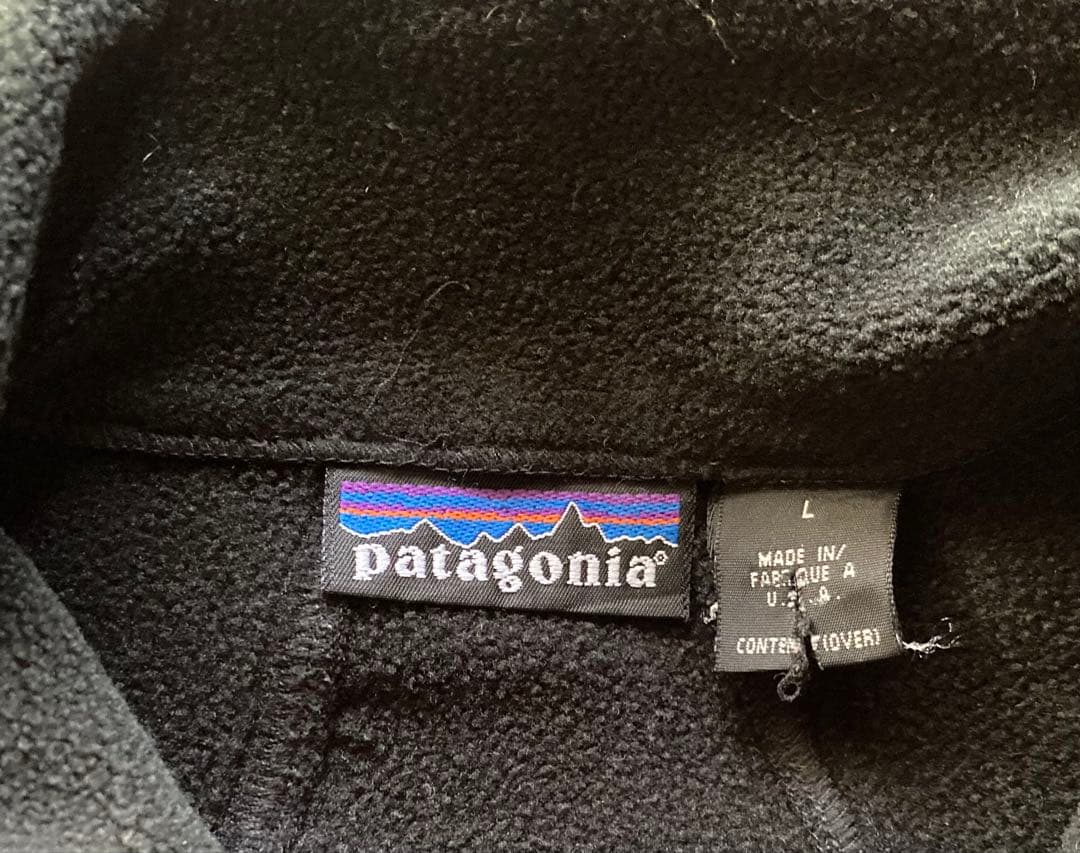 patagonia®
L
MADE IN/
FABRIQUE A
U.S.A.
CONTENT (OVER)